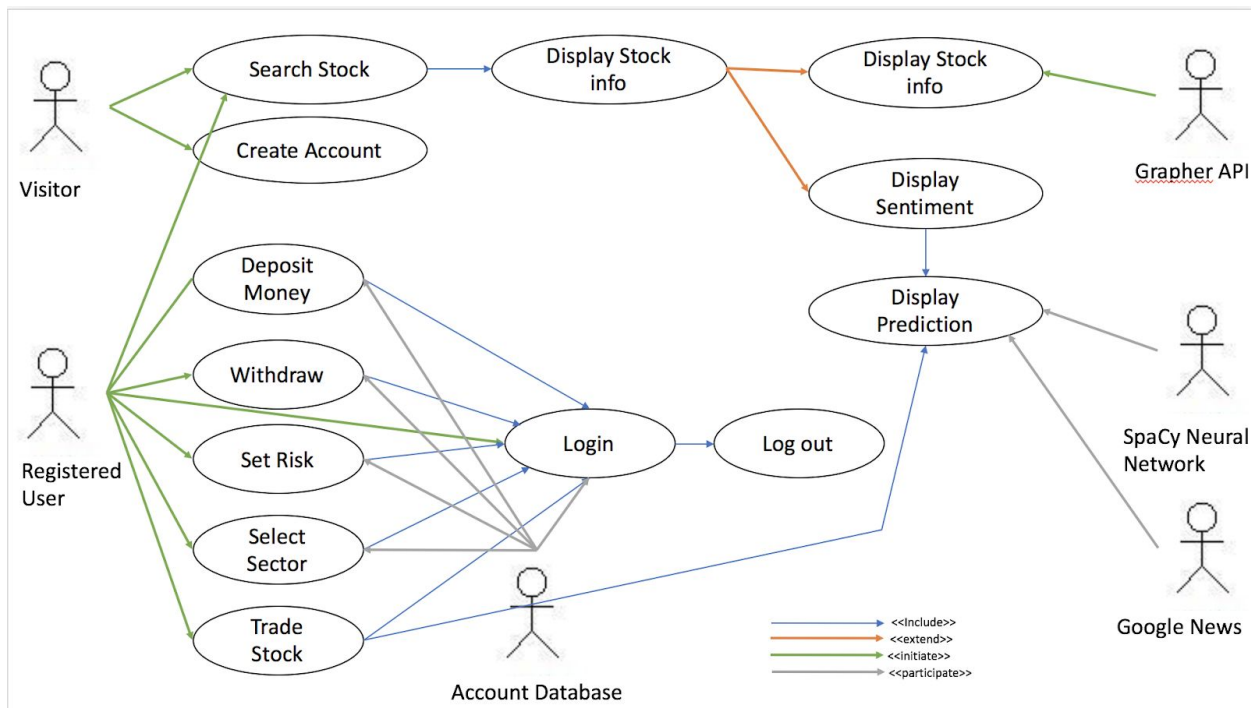 Search Stock
Display Stock
info
Display Stock
info
Create Account
Visitor
Grapher API
Display
Sentiment
Deposit
Money
Display
Prediction
Withdraw
Registered
User
Set Risk
Login
Log out
SpaCy Neural
Network
Select
Sector
Trade
Stock
Account Database
Google News
<<Include>>
<<extend>>
<<initiate>>
<<participate>>